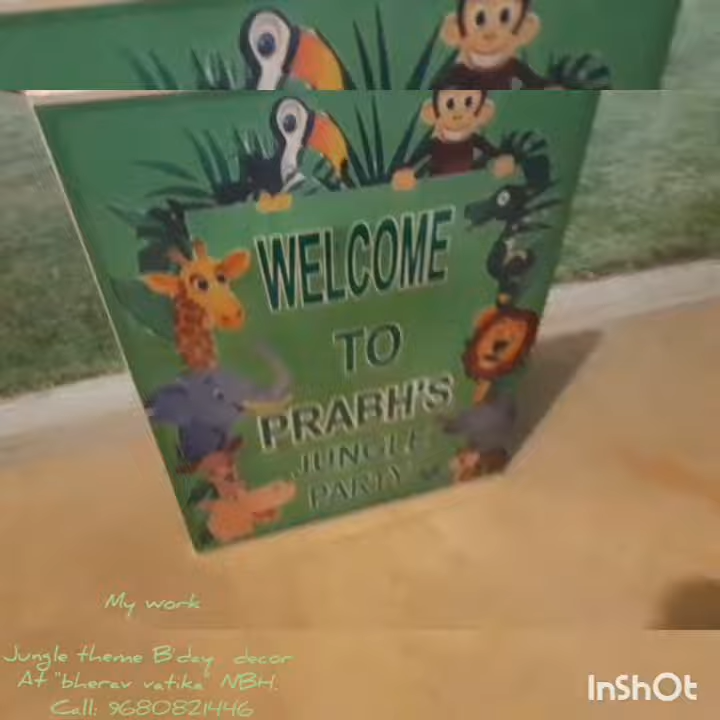 WELCOME
TO
PRABH'S
JUNGLE
PARTY
My work
Jungle theme B'day decor
At "bherav vatika" NBH.
Call: 9680821446
InShOt